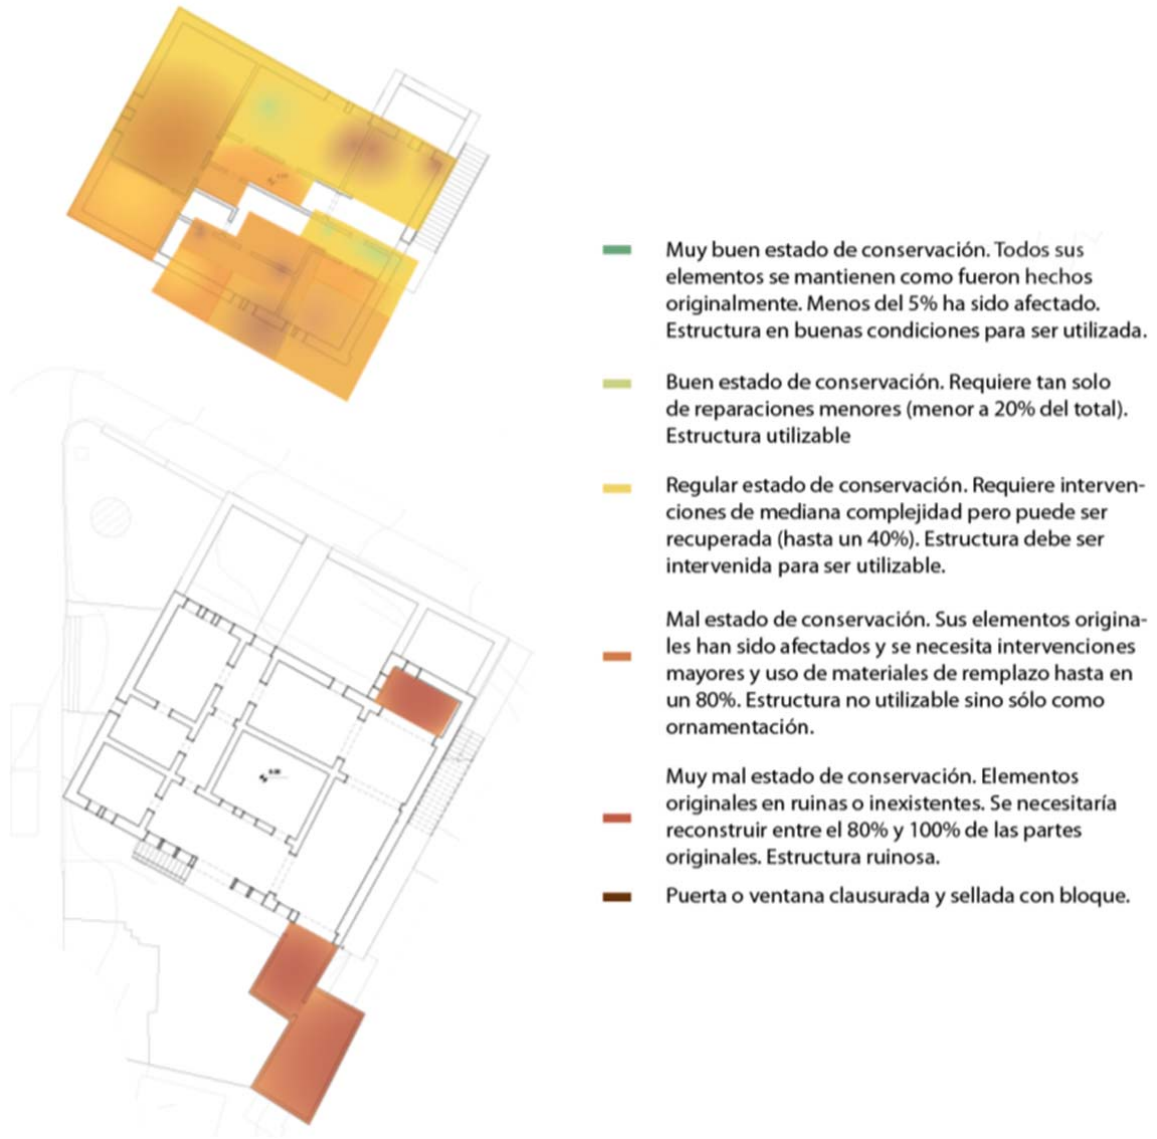 Muy buen estado de conservación. Todos sus
elementos se mantienen como fueron hechos
originalmente. Menos del 5% ha sido afectado.
Estructura en buenas condiciones para ser utilizada.
Buen estado de conservación. Requiere tan solo
de reparaciones menores (menor a 20% del total).
Estructura utilizable
Regular estado de conservación. Requiere interven-
ciones de mediana complejidad pero puede ser
recuperada (hasta un 40%). Estructura debe ser
intervenida para ser utilizable.
Mal estado de conservación. Sus elementos origina-
les han sido afectados y se necesita intervenciones
mayores y uso de materiales de remplazo hasta en
un 80%. Estructura no utilizable sino sólo como
ornamentación.
Muy mal estado de conservación. Elementos
originales en ruinas o inexistentes. Se necesitaría
reconstruir entre el 80% y 100% de las partes
originales. Estructura ruinosa.
Puerta o ventana clausurada y sellada con bloque.